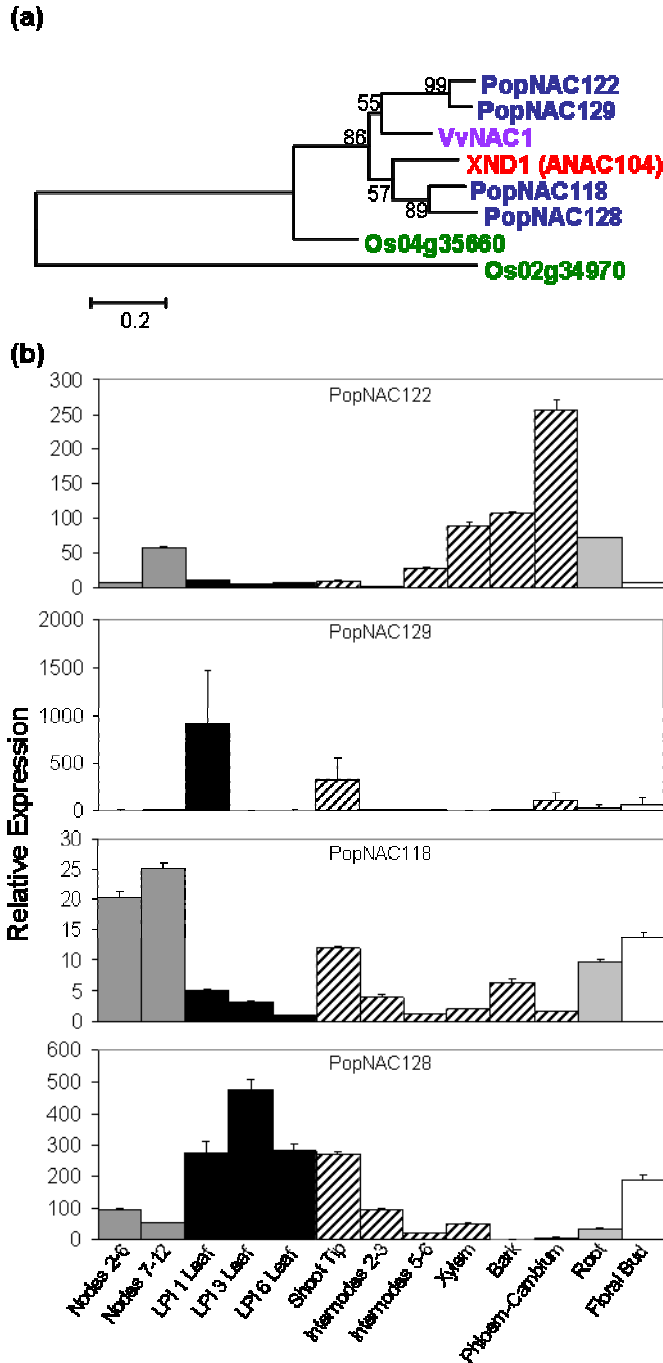 (a)
99
PopNAC122
55
PopNAC129
86
VvNAC1
XND1 (ANAC104)
57
PopNAC118
89
PopNAC128
Os04g35660
Os02g34970
0.2
(b)
Relative Expression
PopNAC122
300
250
200
150
100
50
0
PopNAC129
2000
1500
1000
500
0
PopNAC118
30
25
20
15
10
5
0
PopNAC128
600
500
400
300
200
100
0
Nodes 2-6
Nodes 7-12
LPI 1 Leaf
LPI 3 Leaf
LPI 6 Leaf
Shoot Tip
Internodes 2-3
Internodes 5-6
Xylem
Bark
Phloem-Cambium
Root
Floral Bud